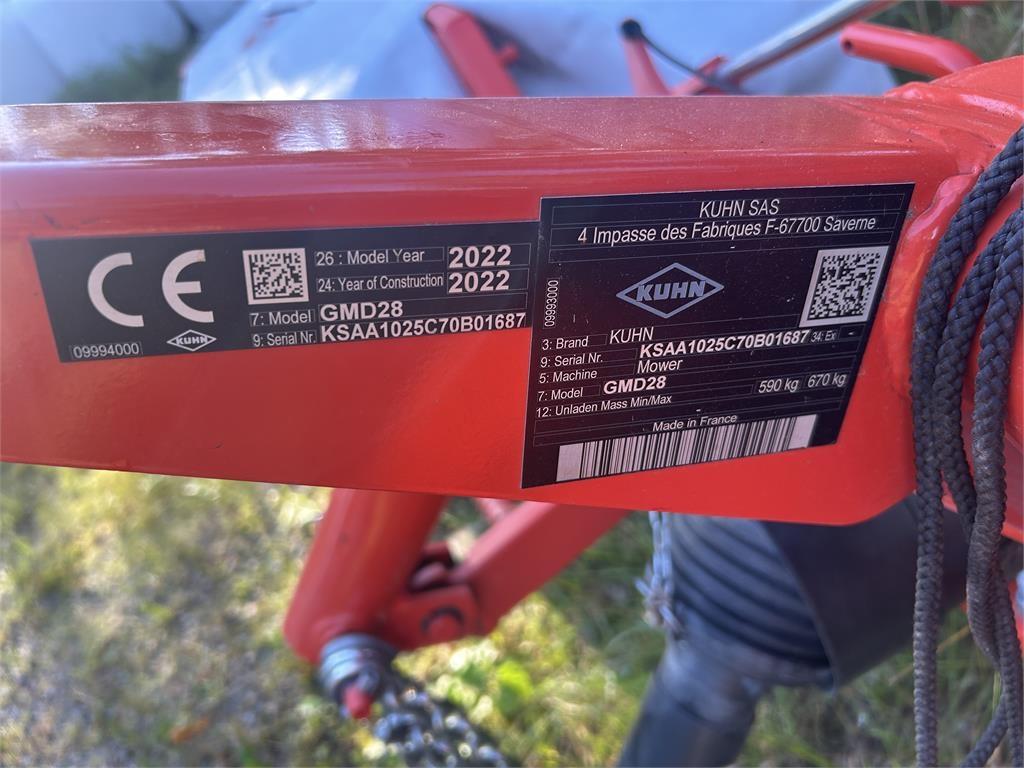 CE
26 : Model Year 2022
24: Year of Construction 2022
7: Model GMD28
9: Serial Nr. KSAA1025C70B01687
09994000
KUHN
KUHN SAS
4 Impasse des Fabriques F-67700 Saverne
KUHN
09993000
3: Brand KUHN
9: Serial Nr. KSAA1025C70B01687 34: Ex -
5: Machine Mower
7: Model GMD28
12: Unladen Mass Min/Max 590 kg 670 kg
Made in France